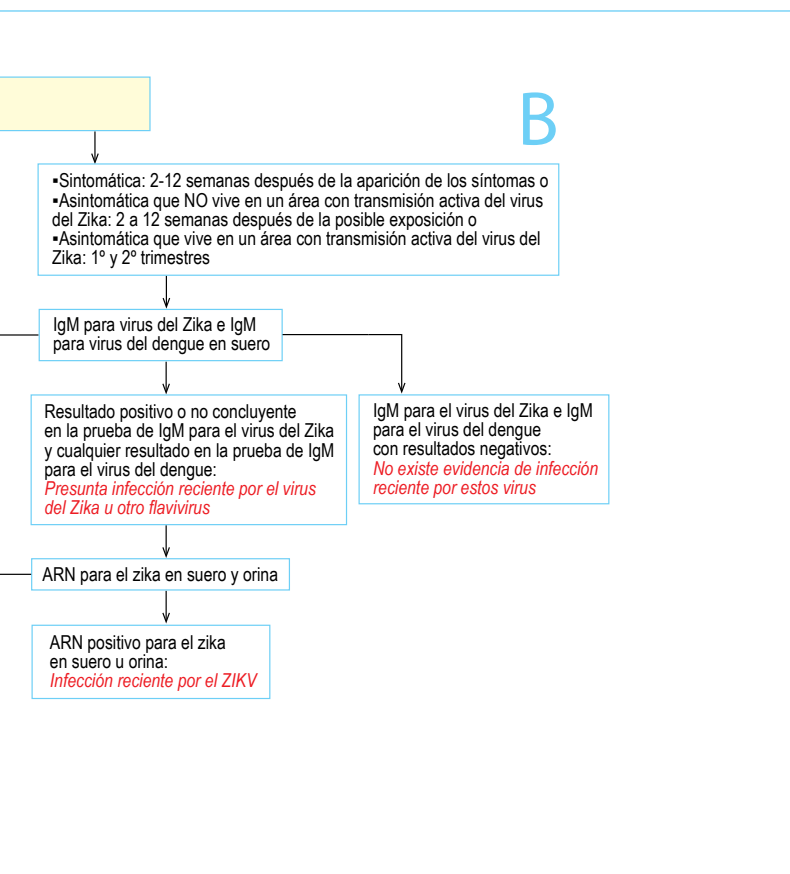 B
▪Sintomática: 2-12 semanas después de la aparición de los síntomas o
▪Asintomática que NO vive en un área con transmisión activa del virus
del Zika: 2 a 12 semanas después de la posible exposición o
▪Asintomática que vive en un área con transmisión activa del virus del
Zika: 1º y 2º trimestres
IgM para virus del Zika e IgM
para virus del dengue en suero
Resultado positivo o no concluyente
en la prueba de IgM para el virus del Zika
y cualquier resultado en la prueba de IgM
para el virus del dengue:
Presunta infección reciente por el virus
del Zika u otro flavivirus
IgM para el virus del Zika e IgM
para el virus del dengue
con resultados negativos:
No existe evidencia de infección
reciente por estos virus
ARN para el zika en suero y orina
ARN positivo para el zika
en suero u orina:
Infección reciente por el ZIKV